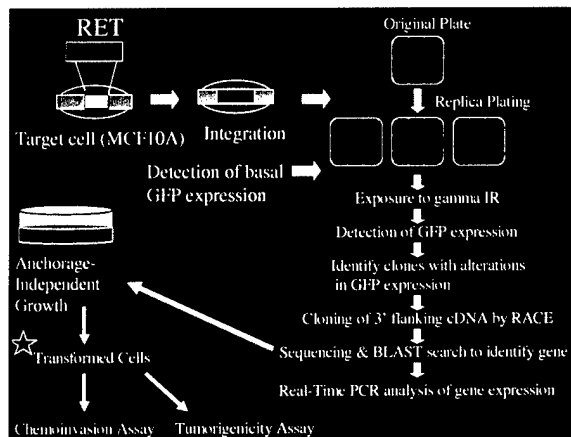 RET
Original Plate
Replica Plating
Target cell (MCF10A)
Integration
Detection of basal
GFP expression
Exposure to gamma IR
Detection of GFP expression
Identify clones with alterations
in GFP expression
Cloning of 3' flanking cDNA by RACE
Sequencing & BLAST search to identify gene
Real-Time PCR analysis of gene expression
Anchorage-
Independent
Growth
Transformed Cells
Chemoinvasion Assay
Tumorigenicity Assay